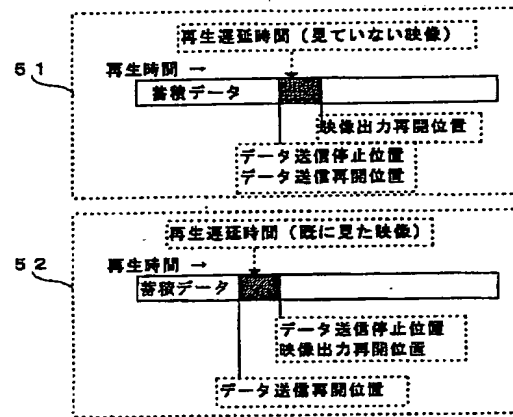 再生遅延時間（見ていない映像）
51
再生時間 →
蓄積データ
映像出力再開位置
データ送信停止位置
データ送信再開位置
再生遅延時間（既に見た映像）
52
再生時間 →
蓄積データ
データ送信停止位置
映像出力再開位置
データ送信再開位置